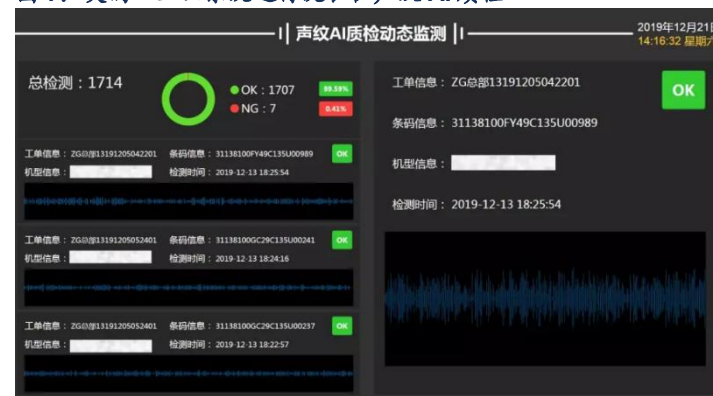 声纹AI质检动态监测
2019年12月21日
14:16:32 星期六
总检测：1714
OK：1707
99.59%
NG：7
0.41%
工单信息：ZG总部13191205042201 条码信息：31138100FY49C135U00989
OK
机型信息： 检测时间：2019-12-13 18:25:54
工单信息：ZG总部13191205052401 条码信息：31138100GC29C135U00241
OK
机型信息： 检测时间：2019-12-13 18:24:16
工单信息：ZG总部13191205052401 条码信息：31138100GC29C135U00237
OK
机型信息： 检测时间：2019-12-13 18:22:57
工单信息：ZG总部13191205042201
OK
条码信息：31138100FY49C135U00989
机型信息：
检测时间：2019-12-13 18:25:54